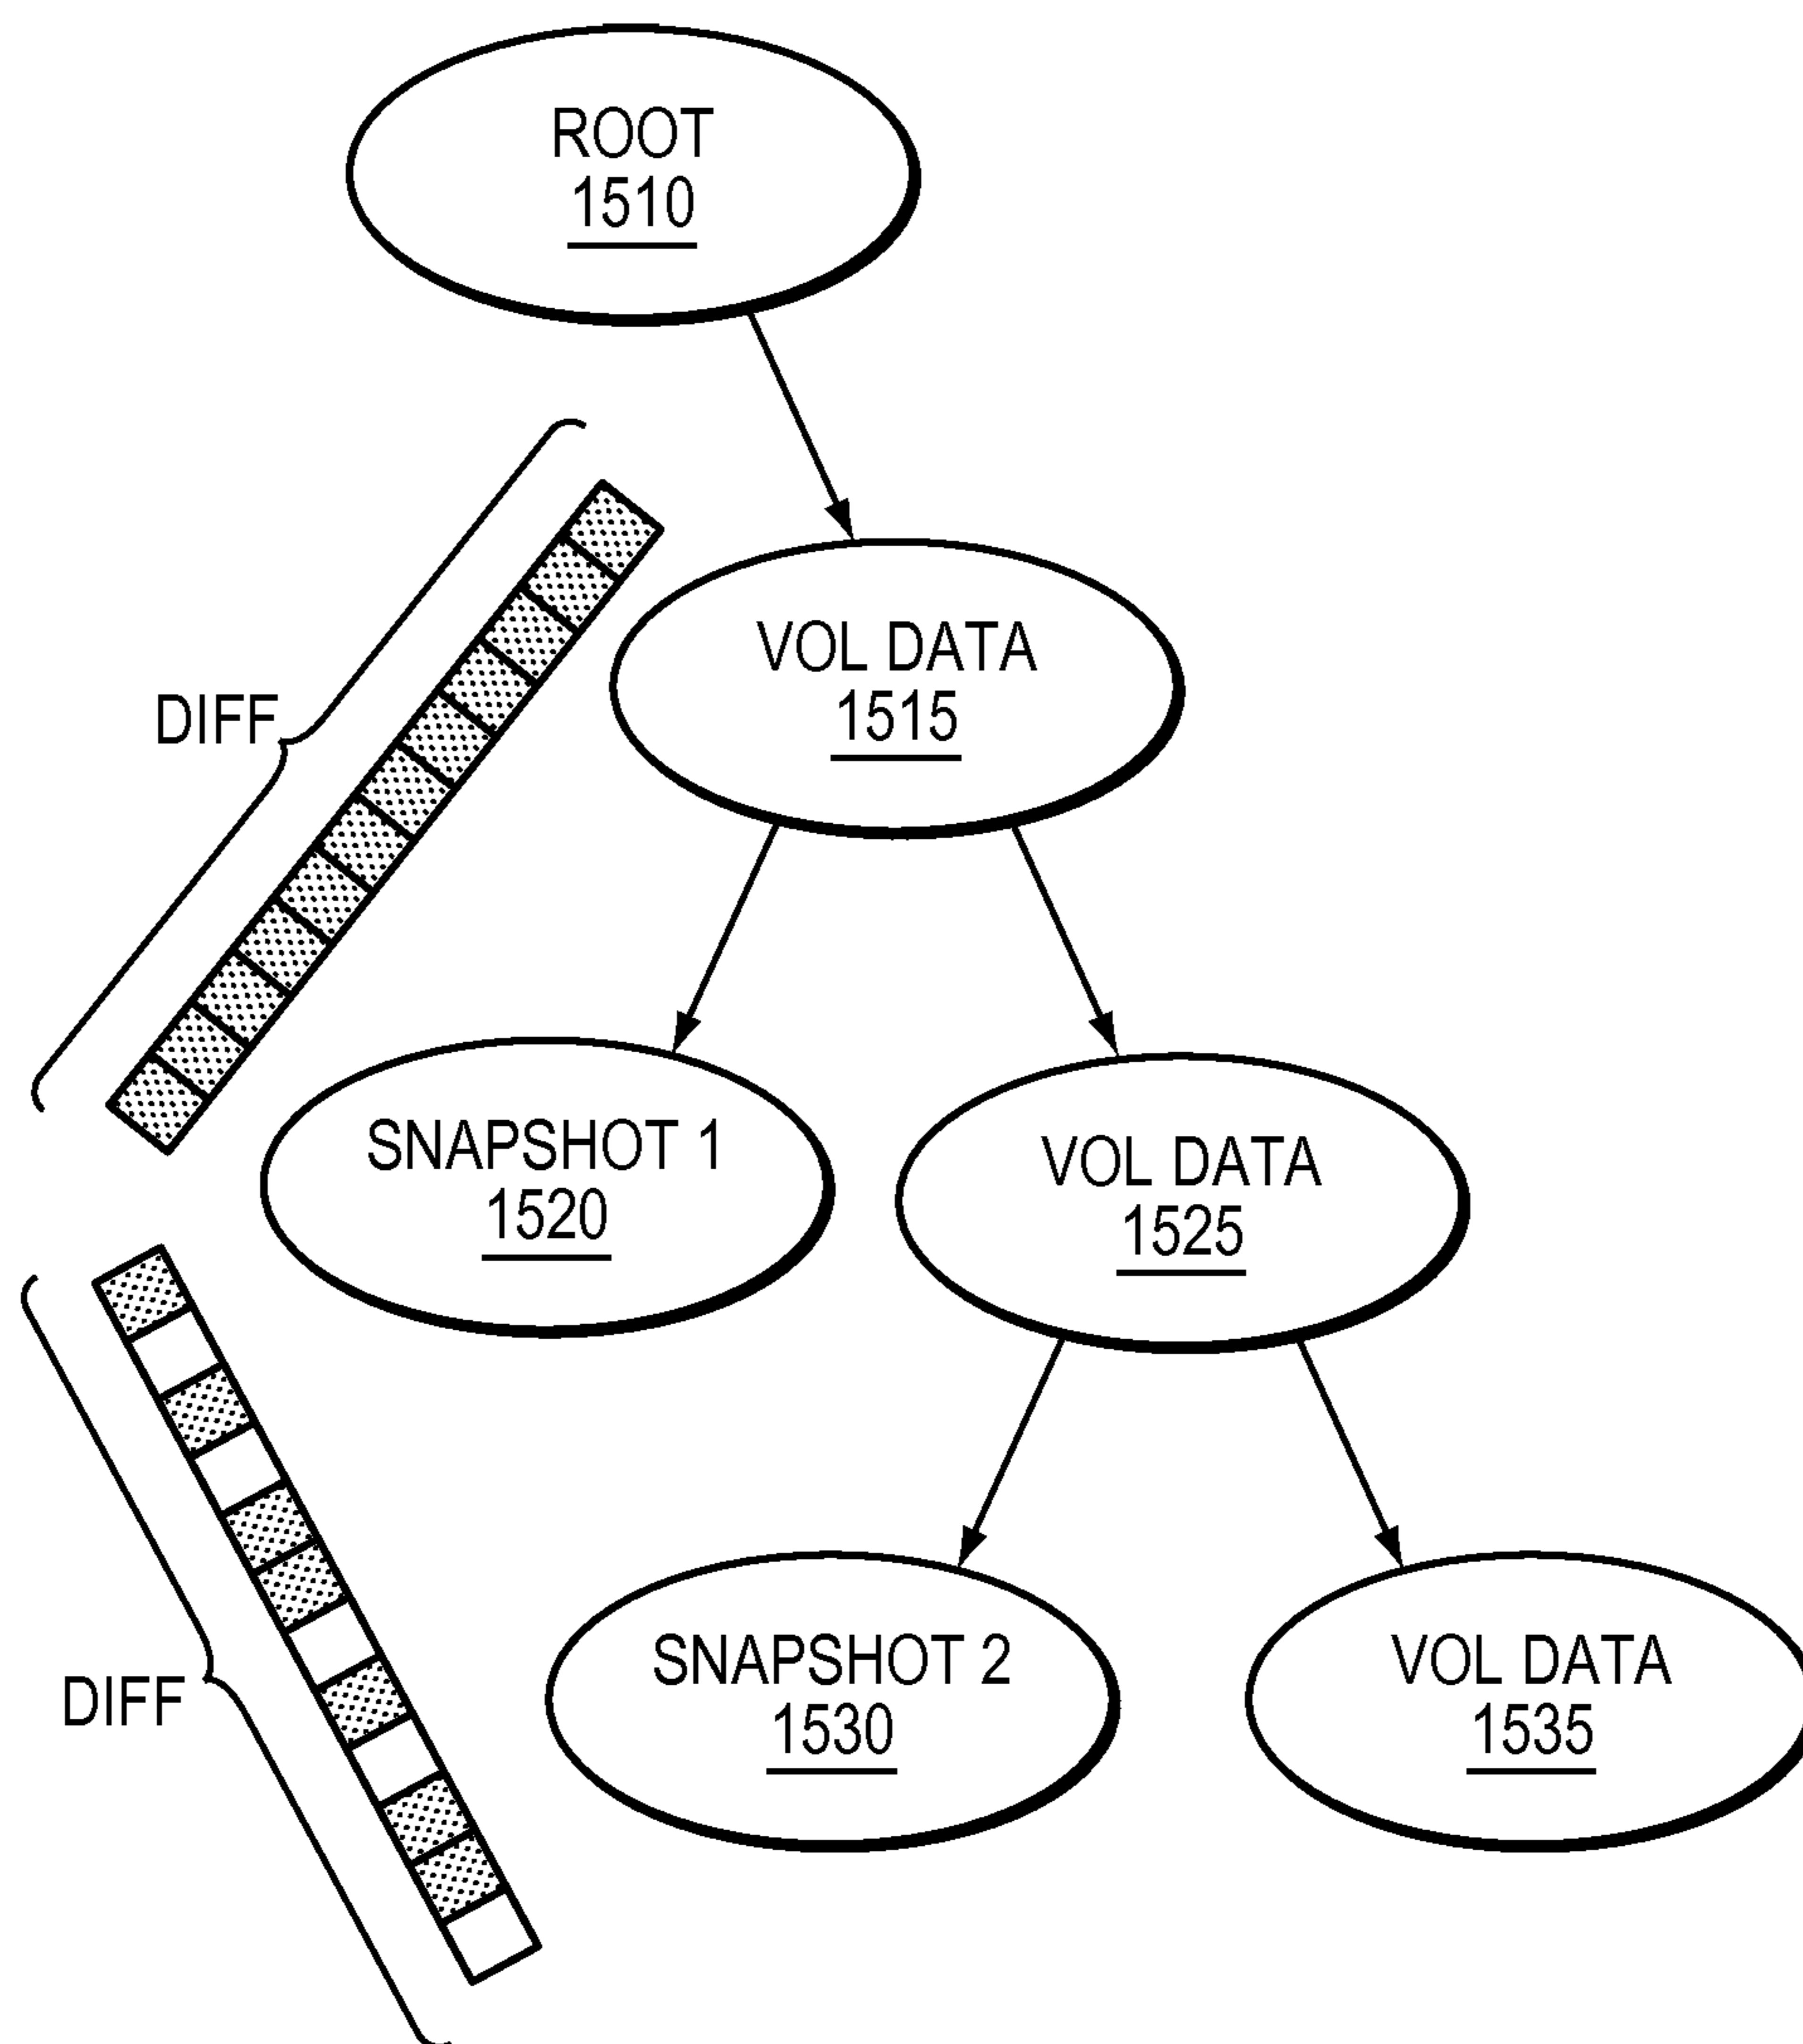 ROOT
1510
DIFF
VOL DATA
1515
SNAPSHOT 1
1520
VOL DATA
1525
DIFF
SNAPSHOT 2
1530
VOL DATA
1535